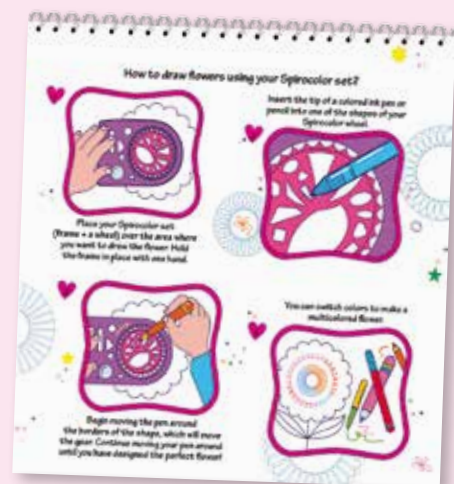 How to draw flowers using your Spirocolor set?
Place your Spirocolor set
(frame + a wheel) over the area where
you want to draw the flower. Hold
the frame in place with one hand.
Insert the tip of a colored ink pen or
pencil into one of the shapes of your
Spirocolor wheel.
Begin moving the pen around
the borders of the shape, which will move
the gear. Continue moving your pen around
until you have designed the perfect flower!
You can switch colors to make a
multicolored flower.